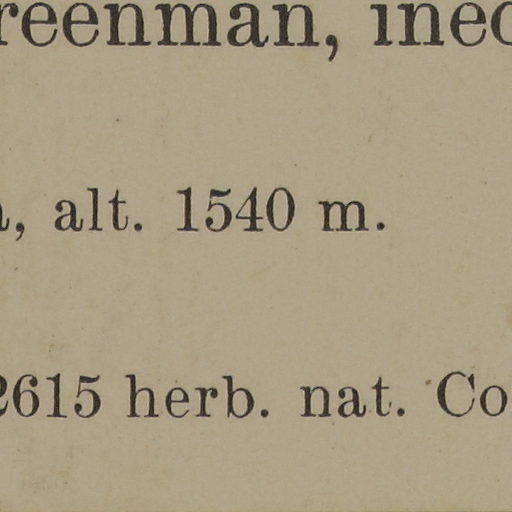 reenman, ined
a, alt. 1540 m.
2615 herb. nat. Co